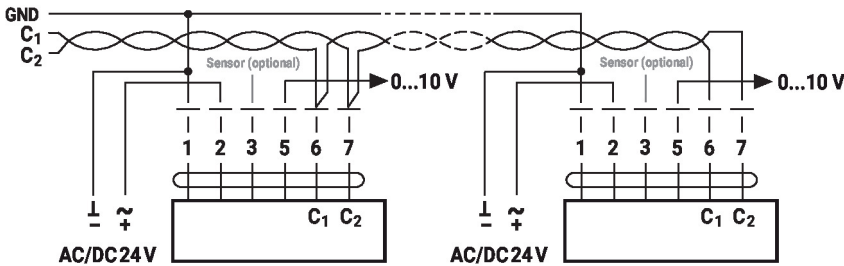 GND
C1
C2
Sensor (optional)
Sensor (optional)
0...10 V
0...10 V
1 2 3 5 6 7
1 2 3 5 6 7
⊥ ~
− +
C1 C2
⊥ ~
− +
C1 C2
AC/DC 24 V
AC/DC 24 V